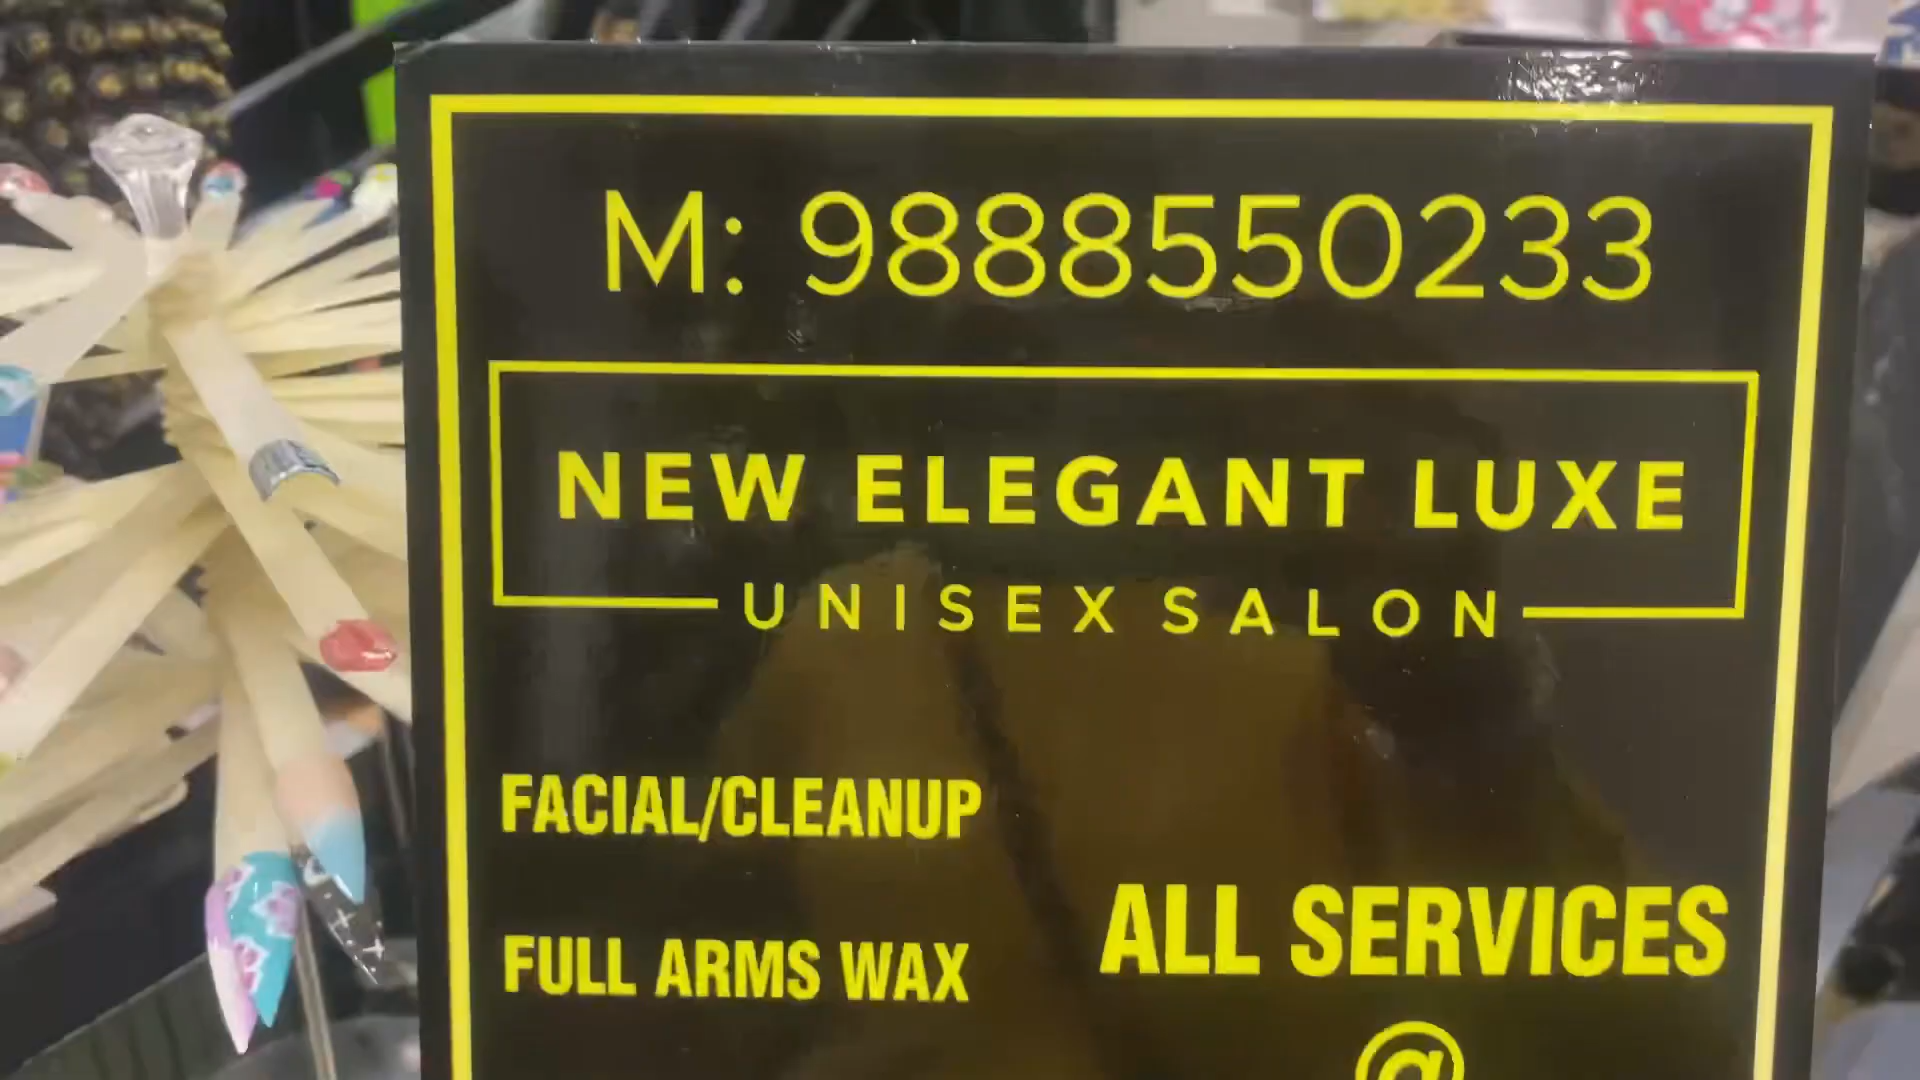 M: 9888550233
NEW ELEGANT LUXE
UNISEX SALON
FACIAL/CLEANUP
FULL ARMS WAX
ALL SERVICES
@